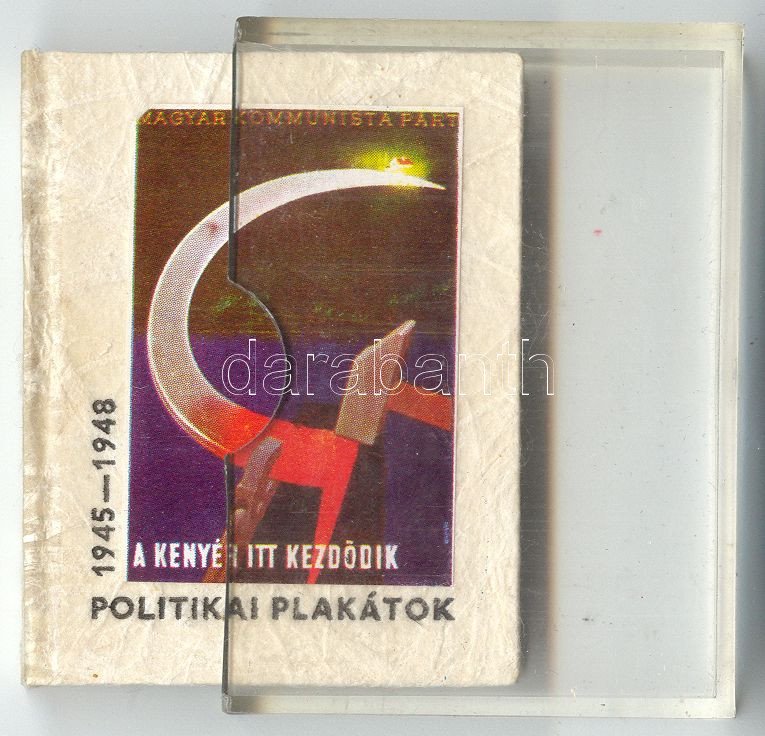 MAGYAR KOMMUNISTA PÁRT
darabanth
1945—1948
A KENYÉR ITT KEZDŐDIK
POLITIKAI PLAKÁTOK